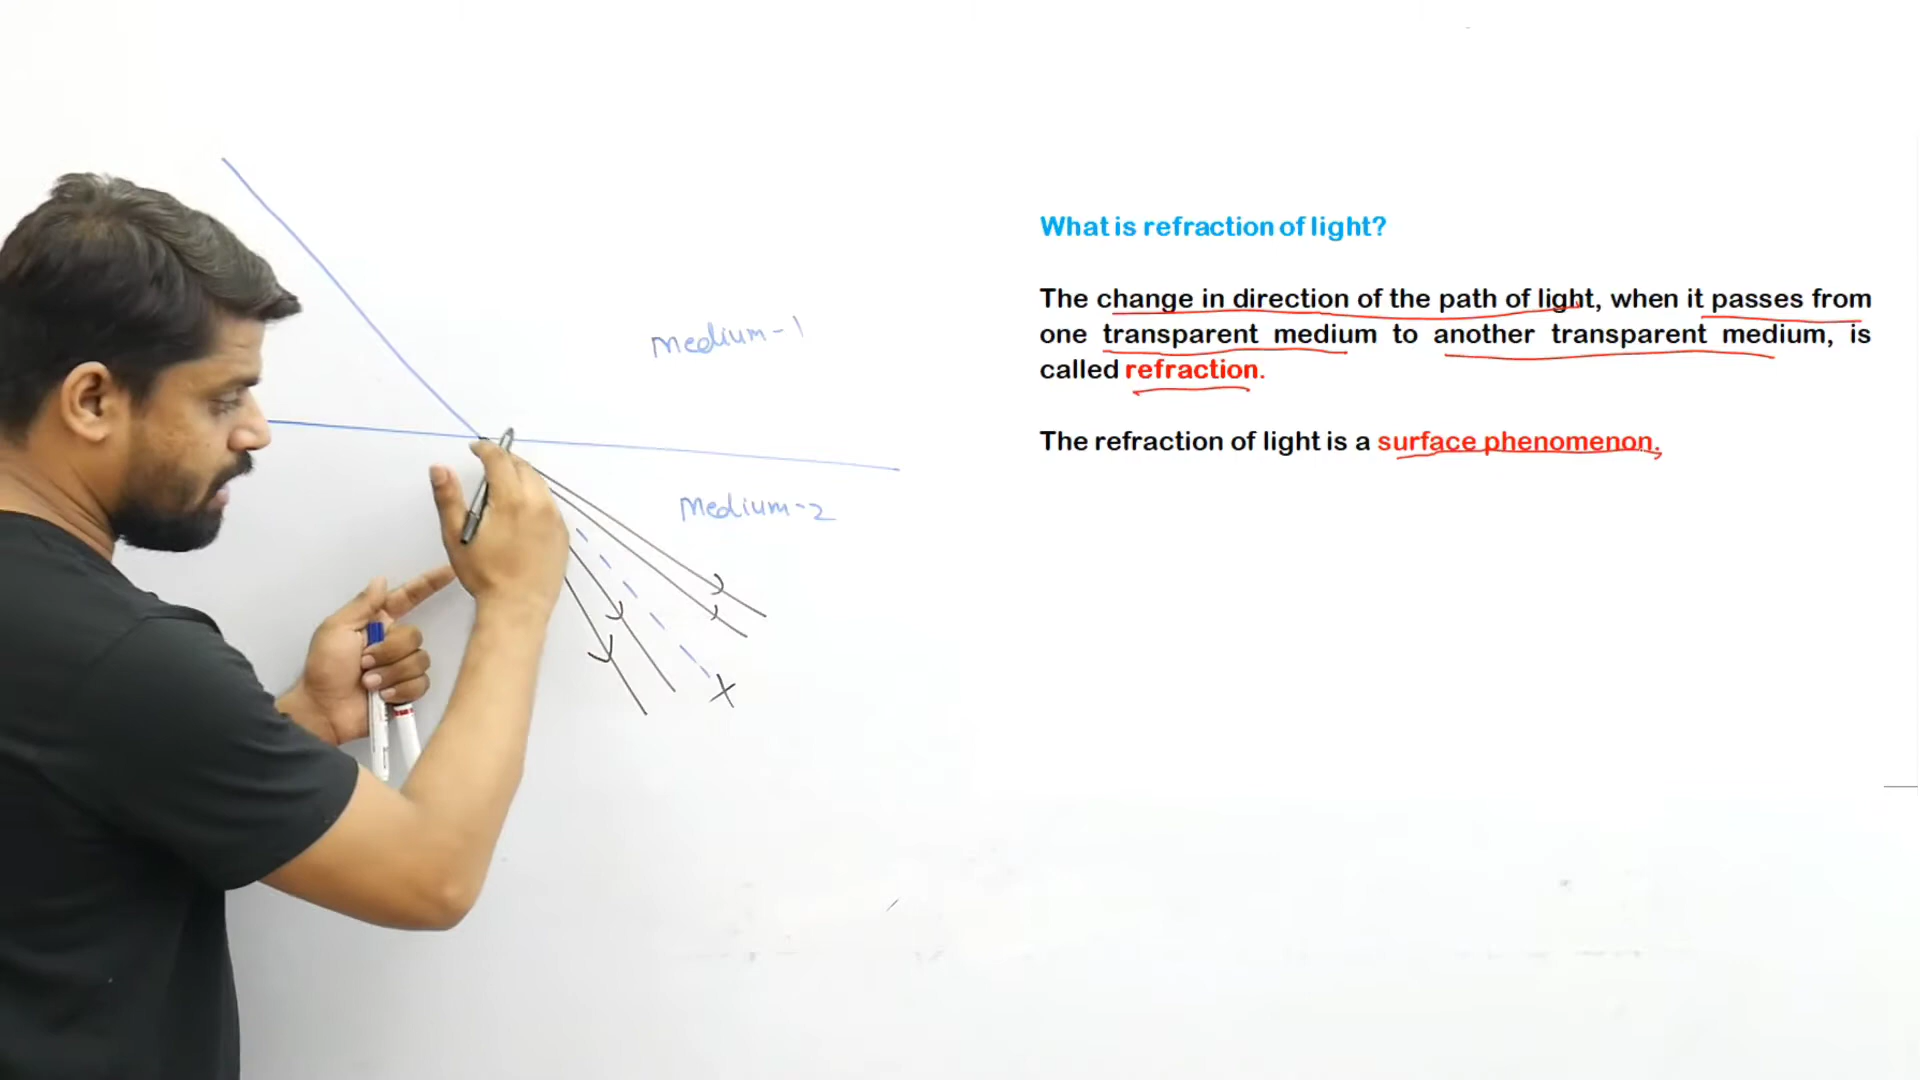 What is refraction of light?
The change in direction of the path of light, when it passes from
one transparent medium to another transparent medium, is
called refraction.
The refraction of light is a surface phenomenon.
Medium-1
Medium-2
X